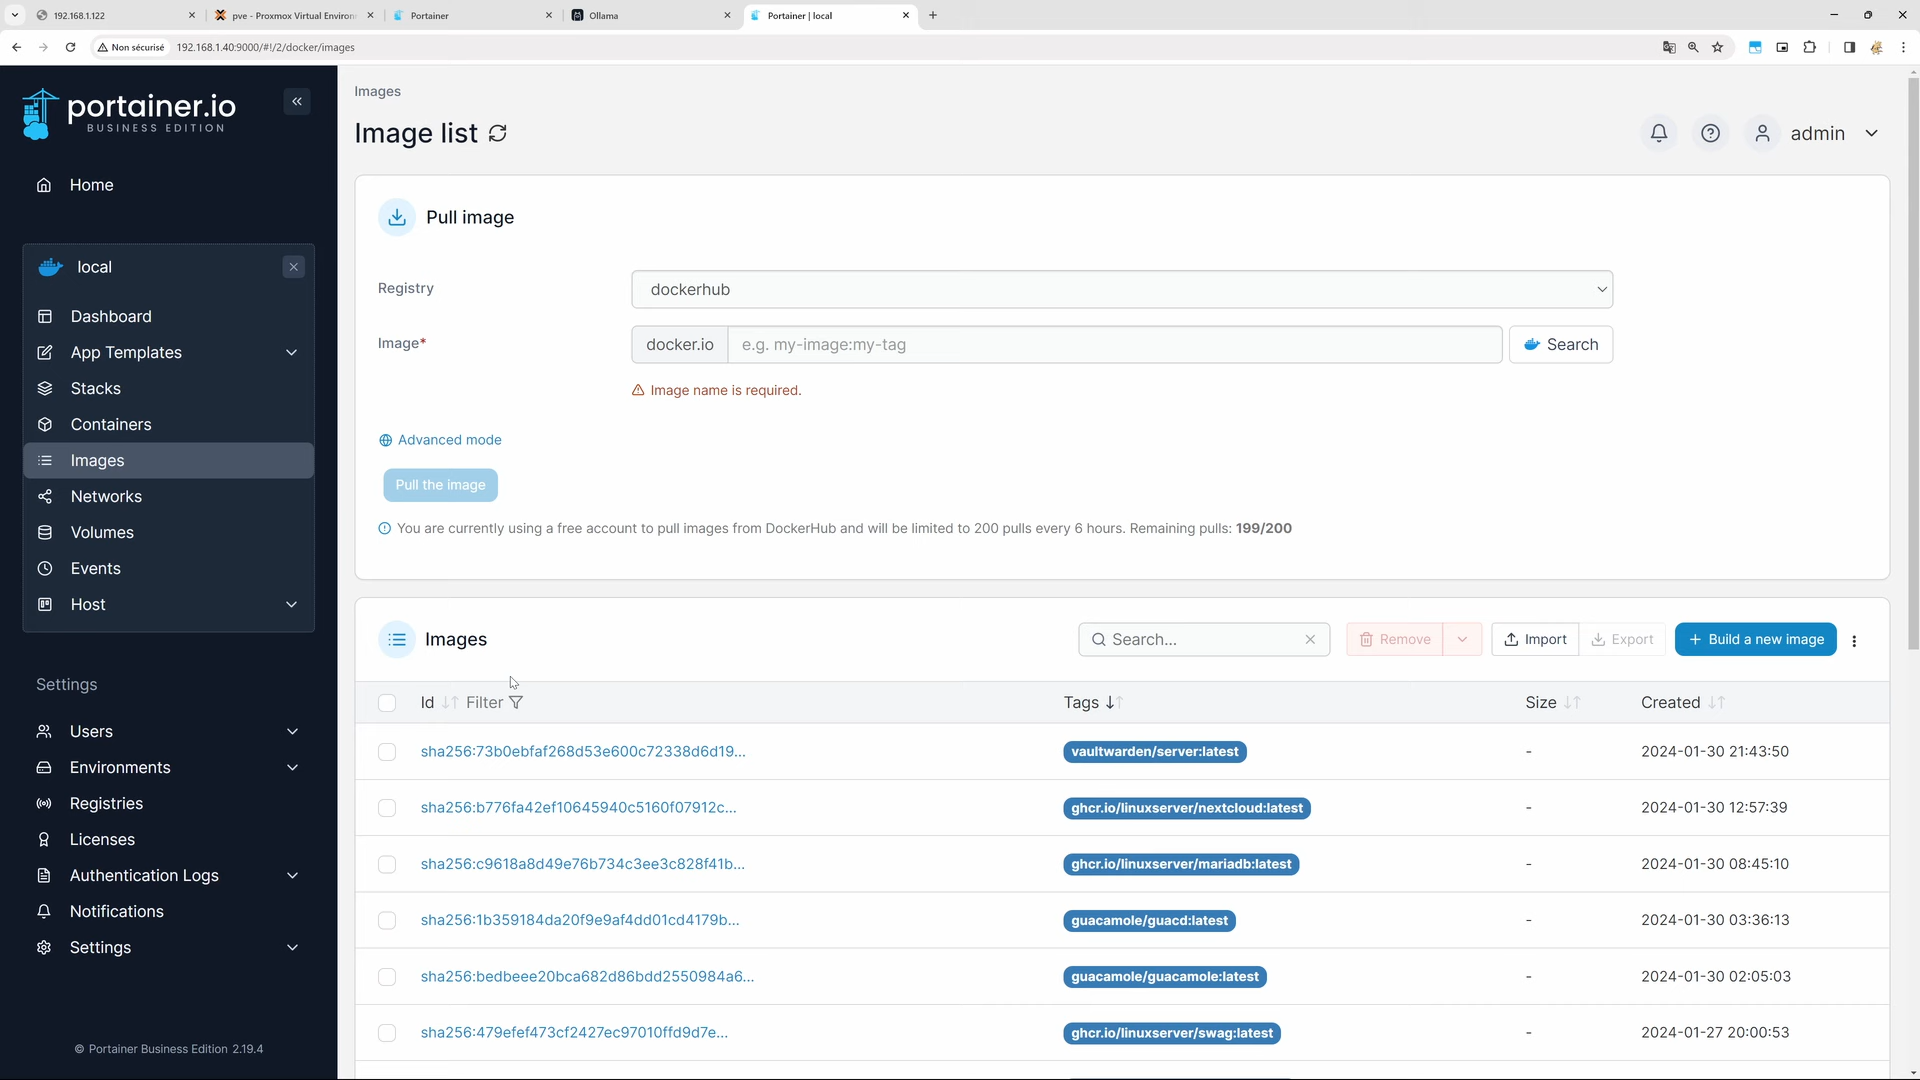 192.168.1.122
pve - Proxmox Virtual Environ
Portainer
Ollama
Portainer | local
Non sécurisé
192.168.1.40:9000/#!/2/docker/images
portainer.io
BUSINESS EDITION
Home
local
Dashboard
App Templates
Stacks
Containers
Images
Networks
Volumes
Events
Host
Settings
Users
Environments
Registries
Licenses
Authentication Logs
Notifications
Settings
© Portainer Business Edition 2.19.4
Images
Image list
admin
Pull image
Registry
dockerhub
Image*
docker.io
e.g. my-image:my-tag
Search
Image name is required.
Advanced mode
Pull the image
You are currently using a free account to pull images from DockerHub and will be limited to 200 pulls every 6 hours. Remaining pulls: 199/200
Images
Search...
Remove
Import
Export
+ Build a new image
Id Filter Tags Size Created
sha256:73b0ebfaf268d53e600c72338d6d19... vaultwarden/server:latest - 2024-01-30 21:43:50
sha256:b776fa42ef10645940c5160f07912c... ghcr.io/linuxserver/nextcloud:latest - 2024-01-30 12:57:39
sha256:c9618a8d49e76b734c3ee3c828f41b... ghcr.io/linuxserver/mariadb:latest - 2024-01-30 08:45:10
sha256:1b359184da20f9e9af4dd01cd4179b... guacamole/guacd:latest - 2024-01-30 03:36:13
sha256:bedbeee20bca682d86bdd2550984a6... guacamole/guacamole:latest - 2024-01-30 02:05:03
sha256:479efef473cf2427ec97010ffd9d7e... ghcr.io/linuxserver/swag:latest - 2024-01-27 20:00:53